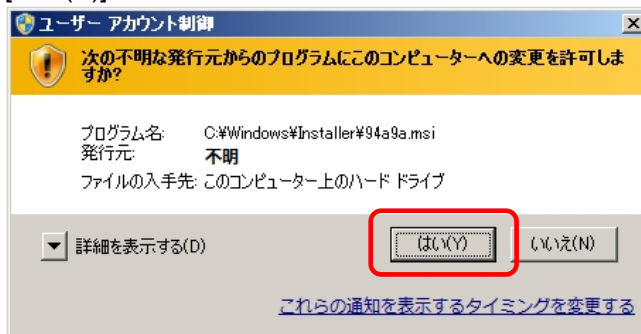 ユーザー アカウント制御
次の不明な発行元からのプログラムにこのコンピューターへの変更を許可しま
すか?
プログラム名: C:¥Windows¥Installer¥94a9a.msi
発行元: 不明
ファイルの入手先: このコンピューター上のハード ドライブ
詳細を表示する(D) はい(Y) いいえ(N)
これらの通知を表示するタイミングを変更する